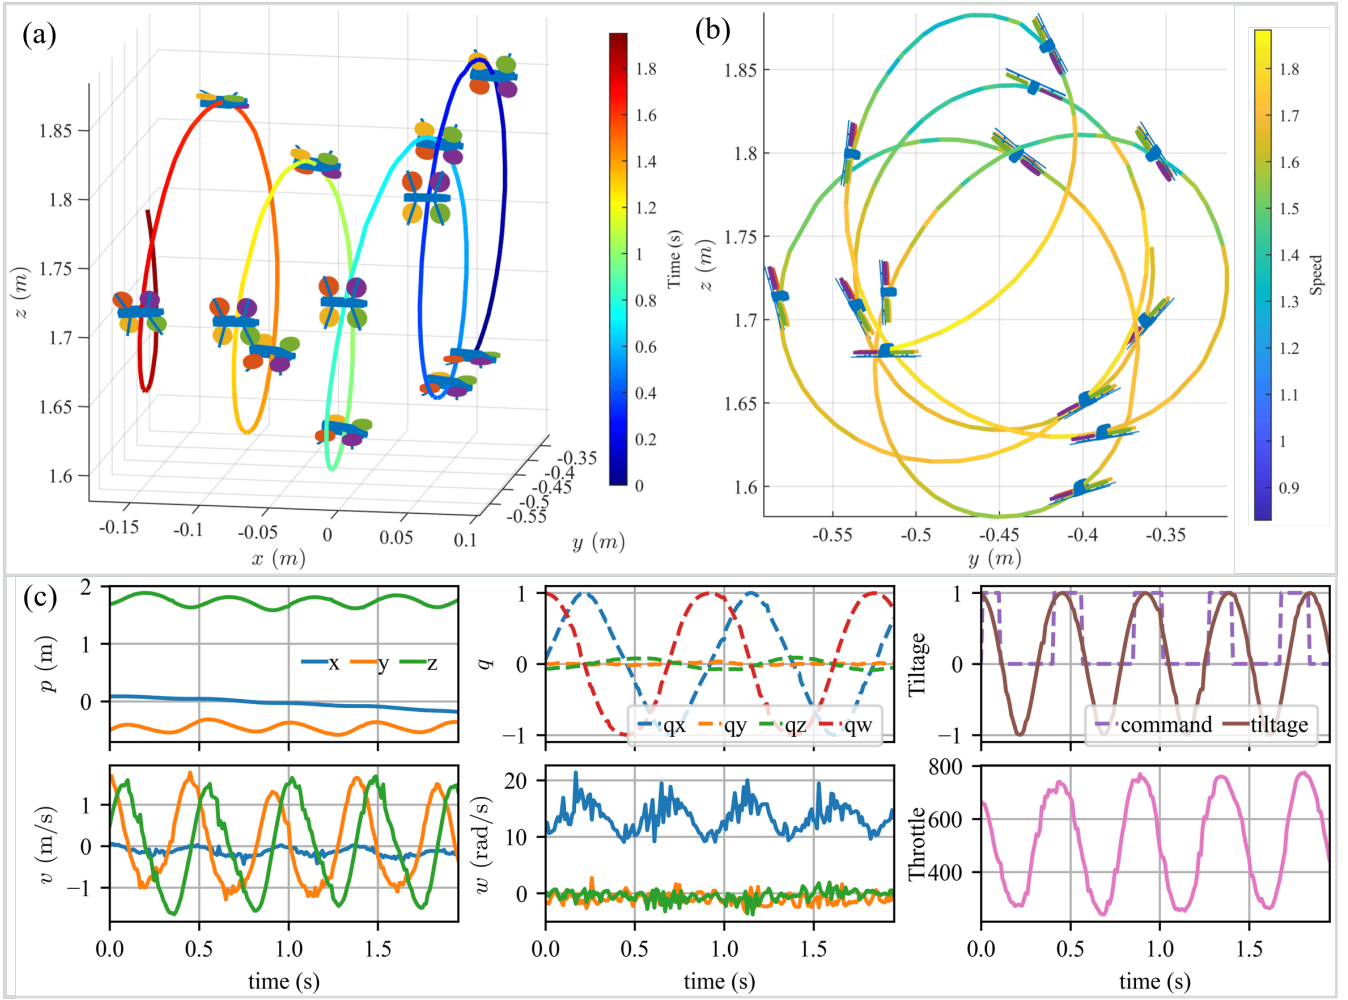 (a)
1.85
1.8
1.75
1.7
1.65
1.6
z (m)
-0.15
-0.1
-0.05
0
0.05
0.1
x (m)
-0.35
-0.4
-0.45
-0.5
-0.55
y (m)
1.8
1.6
1.4
1.2
1
0.8
0.6
0.4
0.2
0
Time (s)
(b)
1.85
1.8
1.75
1.7
1.65
1.6
z (m)
-0.55
-0.5
-0.45
-0.4
-0.35
y (m)
1.8
1.7
1.6
1.5
1.4
1.3
1.2
1.1
1
0.9
Speed
(c)
2
1
0
p (m)
x y z
1
0
−1
q
qx qy qz qw
1
0
−1
Tiltage
command tiltage
1
0
−1
v (m/s)
0.0 0.5 1.0 1.5
time (s)
20
10
0
w (rad/s)
0.0 0.5 1.0 1.5
time (s)
800
600
400
Throttle
0.0 0.5 1.0 1.5
time (s)